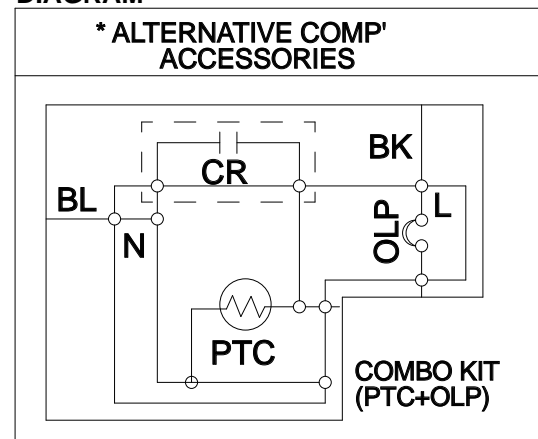 DIAGRAM
* ALTERNATIVE COMP'
ACCESSORIES
BK
CR
BL
OLP
L
N
PTC
COMBO KIT
(PTC+OLP)